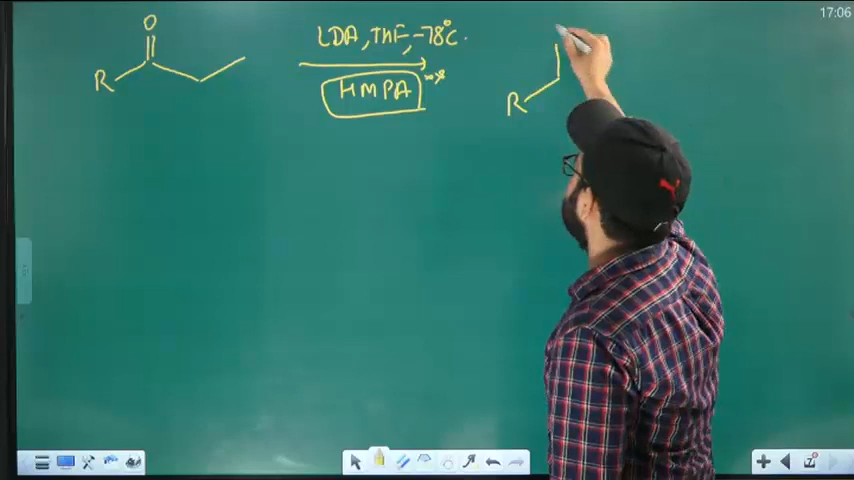 17:06
O
R
LDA, THF, -78°C.
HMPA
R